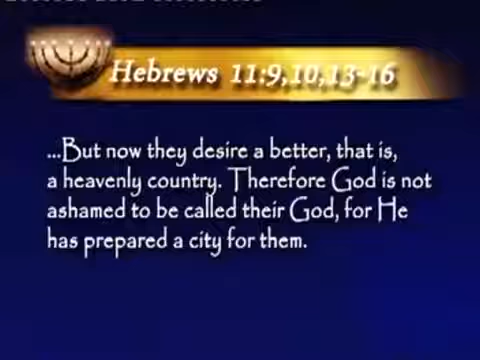 Hebrews 11:9,10,13-16
...But now they desire a better, that is,
a heavenly country. Therefore God is not
ashamed to be called their God, for He
has prepared a city for them.